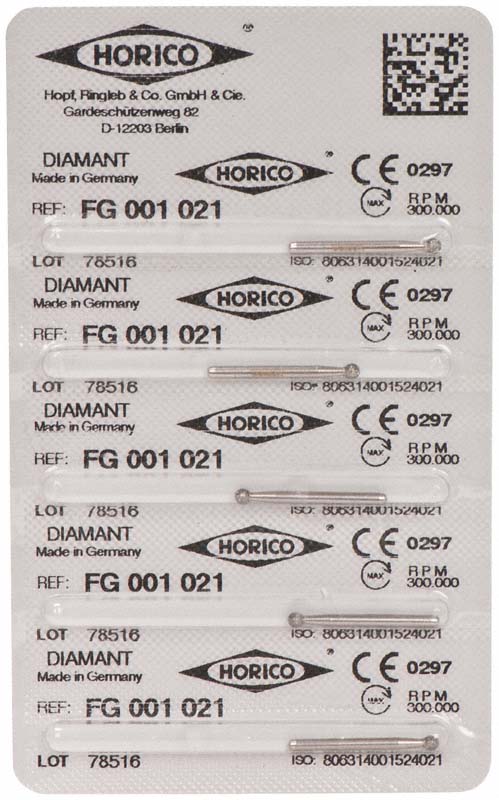 HORICO ®
Hopf, Ringleb & Co. GmbH & Cie.
Gardeschützenweg 82
D-12203 Berlin
DIAMANT HORICO ® CE 0297
Made in Germany
MAX RPM
REF: FG 001 021 300.000
LOT 78516 ISO: 806314001524021
DIAMANT HORICO ® CE 0297
Made in Germany
MAX RPM
REF: FG 001 021 300.000
LOT 78516 ISO: 806314001524021
DIAMANT HORICO ® CE 0297
Made in Germany
MAX RPM
REF: FG 001 021 300.000
LOT 78516 ISO: 806314001524021
DIAMANT HORICO ® CE 0297
Made in Germany
MAX RPM
REF: FG 001 021 300.000
LOT 78516 ISO: 806314001524021
DIAMANT HORICO ® CE 0297
Made in Germany
MAX RPM
REF: FG 001 021 300.000
LOT 78516 ISO: 806314001524021